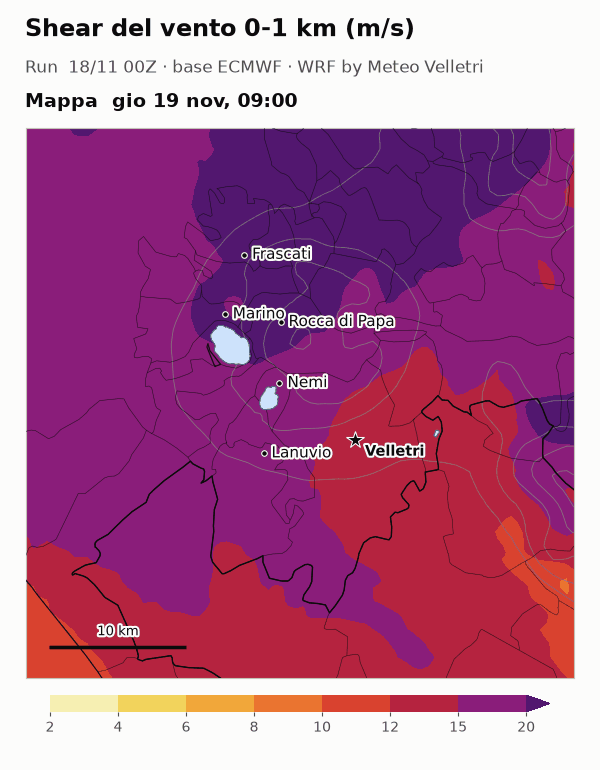 Shear del vento 0-1 km (m/s)
Run 18/11 00Z · base ECMWF · WRF by Meteo Velletri
Mappa gio 19 nov, 09:00
Frascati
Marino
Rocca di Papa
Nemi
Velletri
Lanuvio
10 km
2 4 6 8 10 12 15 20